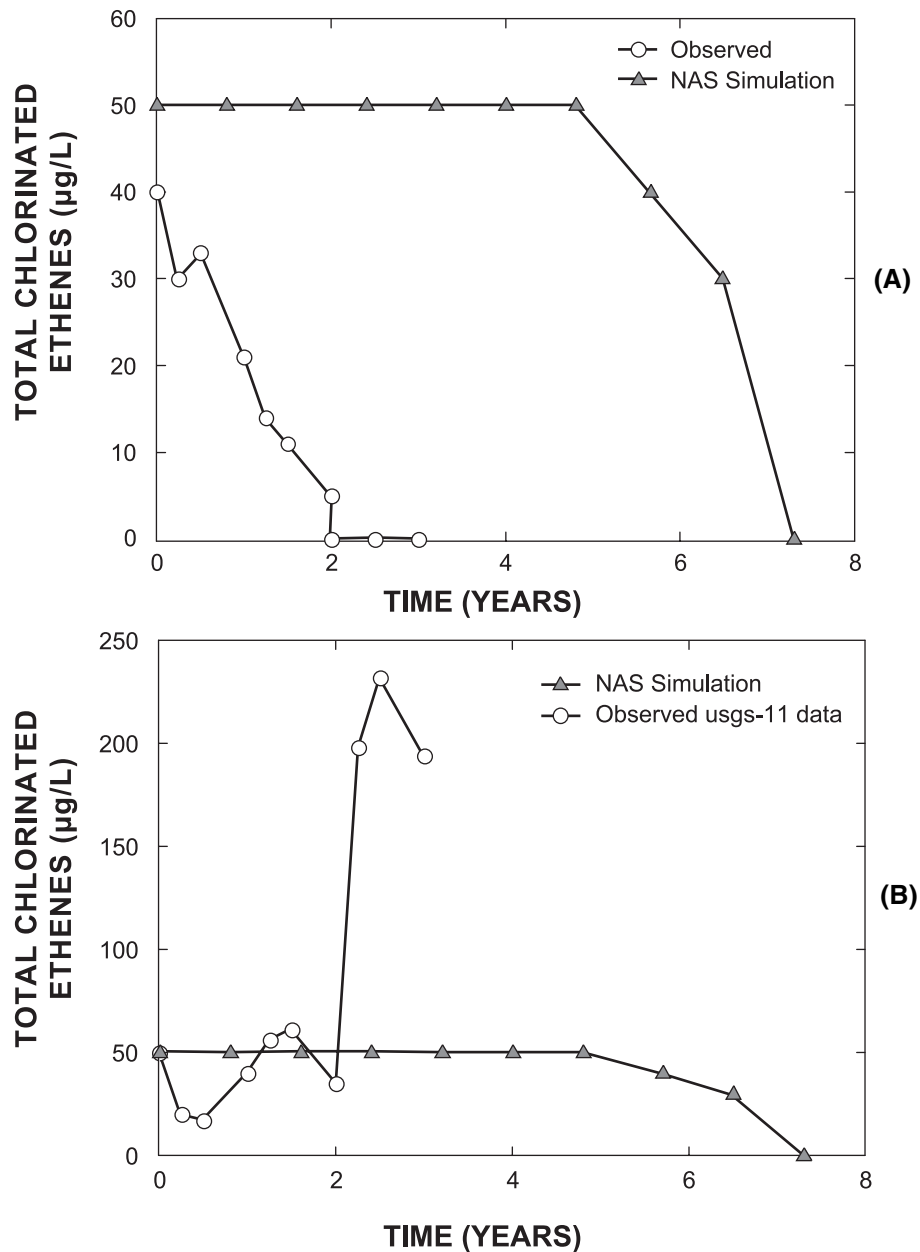 60
50
40
30
20
10
0
TOTAL CHLORINATED
ETHENES (µg/L)
Observed
NAS Simulation
(A)
0 2 4 6 8
TIME (YEARS)
250
200
150
100
50
0
TOTAL CHLORINATED
ETHENES (µg/L)
NAS Simulation
Observed usgs-11 data
(B)
0 2 4 6 8
TIME (YEARS)